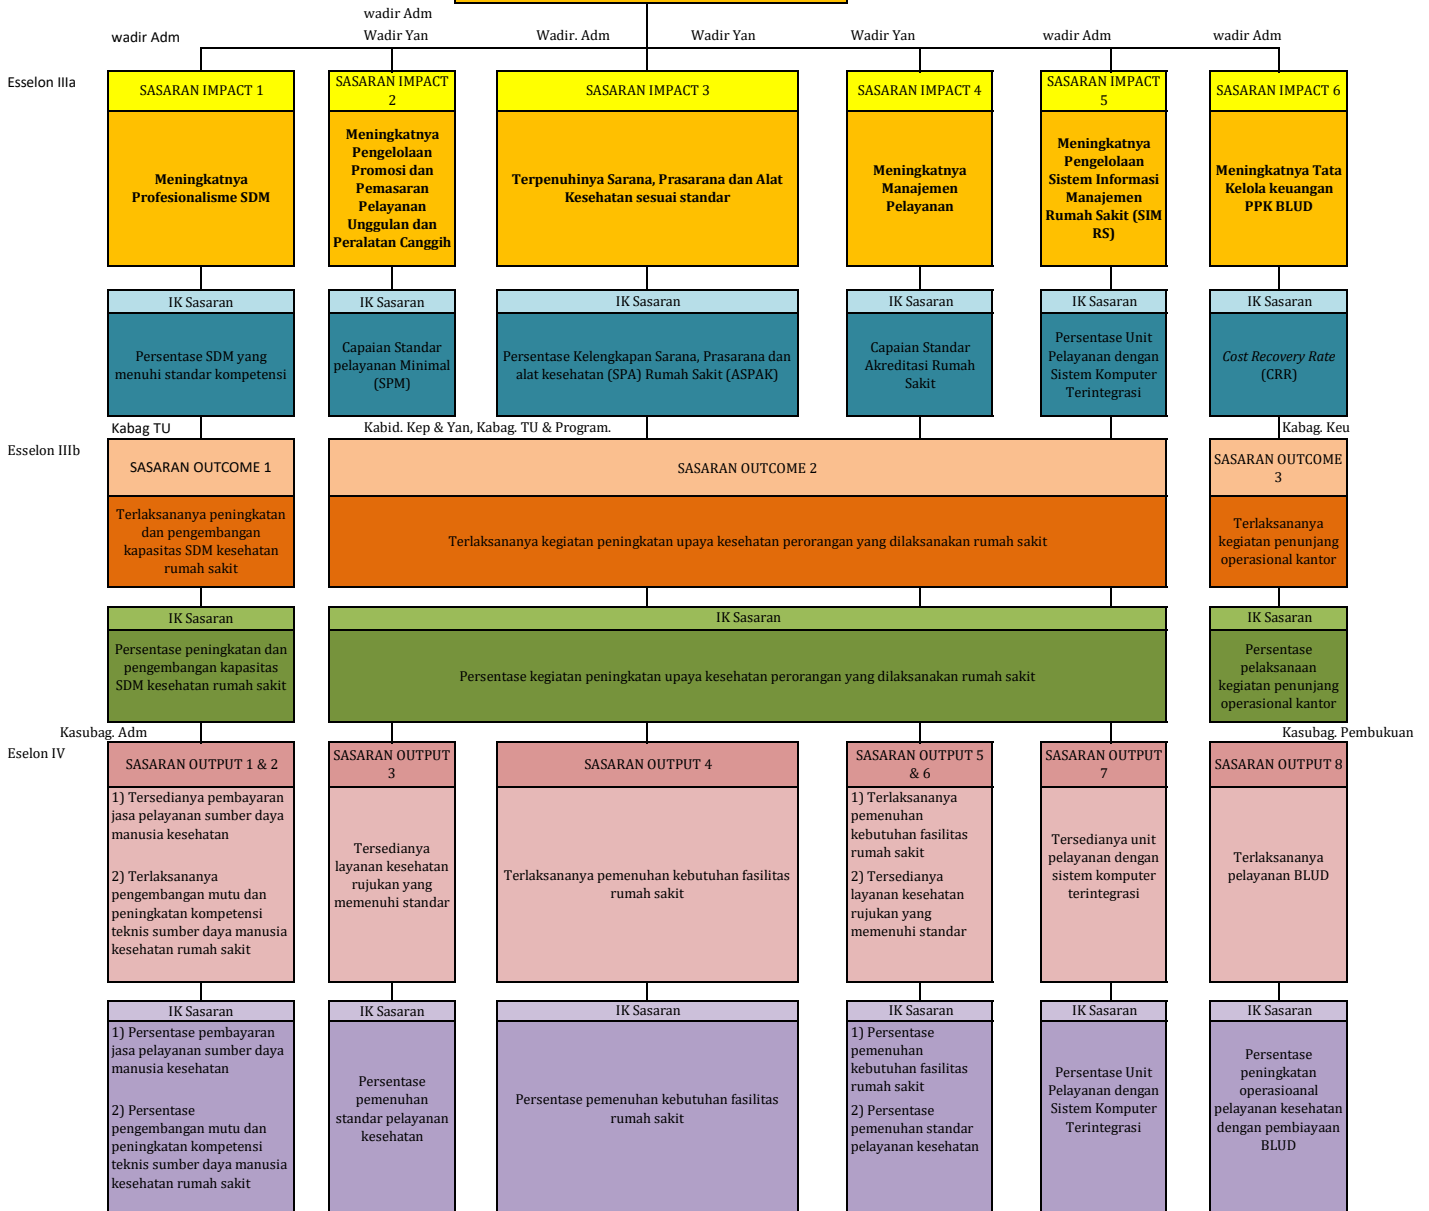 wadir Adm
wadir Adm
Wadir Yan
Wadir. Adm
Wadir Yan
Wadir Yan
wadir Adm
wadir Adm
Esselon IIIa
SASARAN IMPACT 1
SASARAN IMPACT
2
SASARAN IMPACT 3
SASARAN IMPACT 4
SASARAN IMPACT
5
SASARAN IMPACT 6
Meningkatnya
Profesionalisme SDM
Meningkatnya
Pengelolaan
Promosi dan
Pemasaran
Pelayanan
Unggulan dan
Peralatan Canggih
Terpenuhinya Sarana, Prasarana dan Alat
Kesehatan sesuai standar
Meningkatnya
Manajemen
Pelayanan
Meningkatnya
Pengelolaan
Sistem Informasi
Manajemen
Rumah Sakit (SIM
RS)
Meningkatnya Tata
Kelola keuangan
PPK BLUD
IK Sasaran
IK Sasaran
IK Sasaran
IK Sasaran
IK Sasaran
IK Sasaran
Persentase SDM yang
menuhi standar kompetensi
Capaian Standar
pelayanan Minimal
(SPM)
Persentase Kelengkapan Sarana, Prasarana dan
alat kesehatan (SPA) Rumah Sakit (ASPAK)
Capaian Standar
Akreditasi Rumah
Sakit
Persentase Unit
Pelayanan dengan
Sistem Komputer
Terintegrasi
Cost Recovery Rate
(CRR)
Kabag TU
Kabid. Kep & Yan, Kabag. TU & Program.
Kabag. Keu
Esselon IIIb
SASARAN OUTCOME 1
SASARAN OUTCOME 2
SASARAN OUTCOME
3
Terlaksananya peningkatan
dan pengembangan
kapasitas SDM kesehatan
rumah sakit
Terlaksananya kegiatan peningkatan upaya kesehatan perorangan yang dilaksanakan rumah sakit
Terlaksananya
kegiatan penunjang
operasional kantor
IK Sasaran
IK Sasaran
IK Sasaran
Persentase peningkatan dan
pengembangan kapasitas
SDM kesehatan rumah sakit
Persentase kegiatan peningkatan upaya kesehatan perorangan yang dilaksanakan rumah sakit
Persentase
pelaksanaan
kegiatan penunjang
operasional kantor
Kasubag. Adm
Kasubag. Pembukuan
Eselon IV
SASARAN OUTPUT 1 & 2
SASARAN OUTPUT
3
SASARAN OUTPUT 4
SASARAN OUTPUT 5
& 6
SASARAN OUTPUT
7
SASARAN OUTPUT 8
1) Tersedianya pembayaran
jasa pelayanan sumber daya
manusia kesehatan
2) Terlaksananya
pengembangan mutu dan
peningkatan kompetensi
teknis sumber daya manusia
kesehatan rumah sakit
Tersedianya
layanan kesehatan
rujukan yang
memenuhi standar
Terlaksananya pemenuhan kebutuhan fasilitas
rumah sakit
1) Terlaksananya
pemenuhan
kebutuhan fasilitas
rumah sakit
2) Tersedianya
layanan kesehatan
rujukan yang
memenuhi standar
Tersedianya unit
pelayanan dengan
sistem komputer
terintegrasi
Terlaksananya
pelayanan BLUD
IK Sasaran
IK Sasaran
IK Sasaran
IK Sasaran
IK Sasaran
IK Sasaran
1) Persentase pembayaran
jasa pelayanan sumber daya
manusia kesehatan
2) Persentase
pengembangan mutu dan
peningkatan kompetensi
teknis sumber daya manusia
kesehatan rumah sakit
Persentase
pemenuhan
standar pelayanan
kesehatan
Persentase pemenuhan kebutuhan fasilitas
rumah sakit
1) Persentase
pemenuhan
kebutuhan fasilitas
rumah sakit
2) Persentase
pemenuhan standar
pelayanan kesehatan
Persentase Unit
Pelayanan dengan
Sistem Komputer
Terintegrasi
Persentase
peningkatan
operasioanal
pelayanan kesehatan
dengan pembiayaan
BLUD